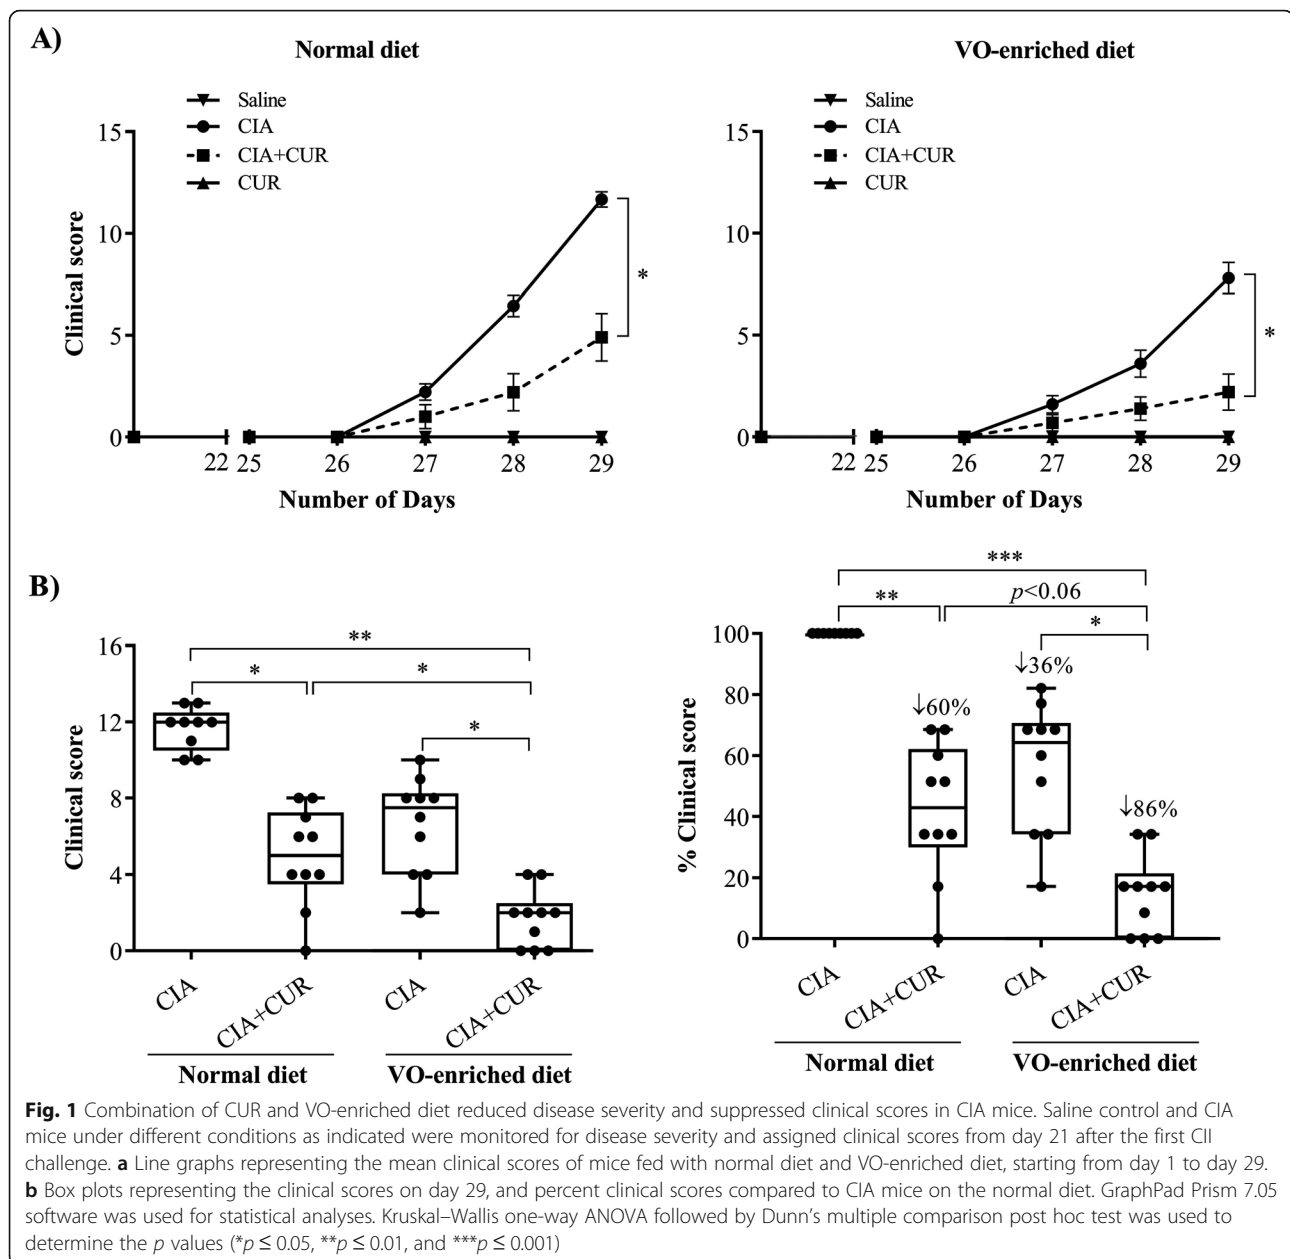 A)
Normal diet
Saline
CIA
CIA+CUR
CUR
15
10
5
0
Clinical score
*
22 25 26 27 28 29
Number of Days
VO-enriched diet
Saline
CIA
CIA+CUR
CUR
15
10
5
0
*
22 25 26 27 28 29
Number of Days
B)
16
12
8
4
0
Clinical score
**
*
*
*
CIA
CIA+CUR
CIA
CIA+CUR
Normal diet
VO-enriched diet
100
80
60
40
20
0
% Clinical score
***
**
p<0.06
*
↓60%
↓36%
↓86%
CIA
CIA+CUR
CIA
CIA+CUR
Normal diet
VO-enriched diet
Fig. 1 Combination of CUR and VO-enriched diet reduced disease severity and suppressed clinical scores in CIA mice. Saline control and CIA
mice under different conditions as indicated were monitored for disease severity and assigned clinical scores from day 21 after the first CII
challenge. a Line graphs representing the mean clinical scores of mice fed with normal diet and VO-enriched diet, starting from day 1 to day 29.
b Box plots representing the clinical scores on day 29, and percent clinical scores compared to CIA mice on the normal diet. GraphPad Prism 7.05
software was used for statistical analyses. Kruskal–Wallis one-way ANOVA followed by Dunn’s multiple comparison post hoc test was used to
determine the p values (*p ≤ 0.05, **p ≤ 0.01, and ***p ≤ 0.001)